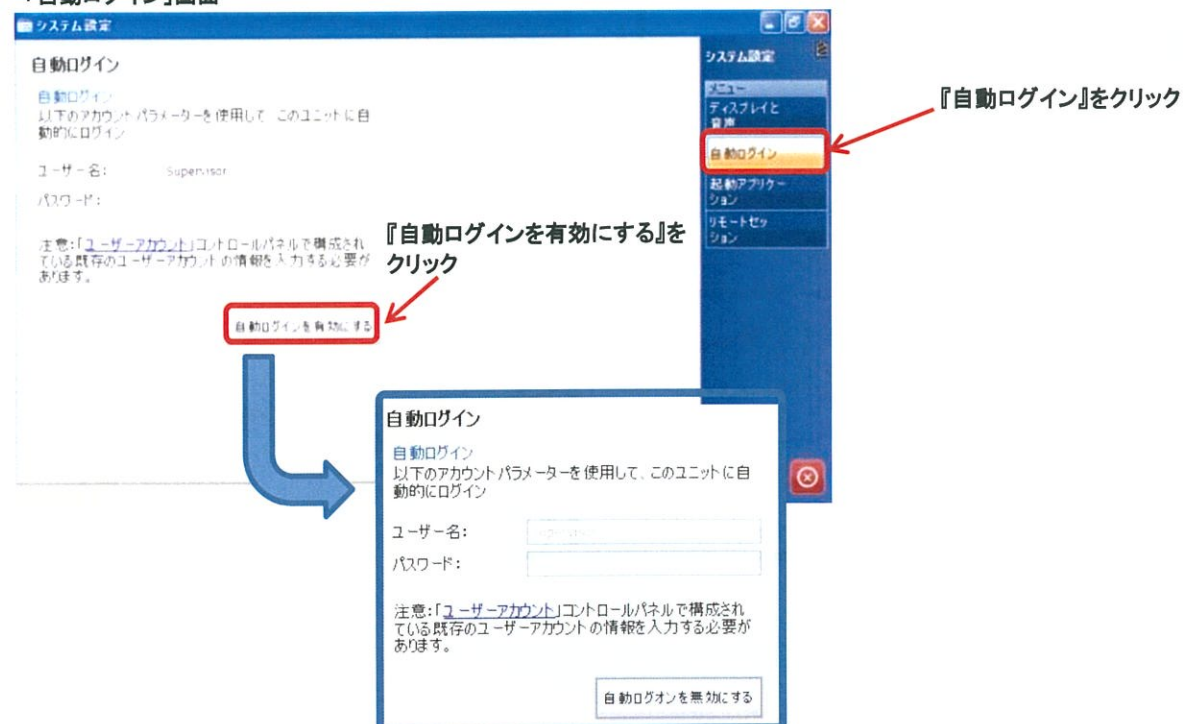 「自動ログイン」画面
システム設定
自動ログイン
自動ログイン
以下のアカウントパラメーターを使用して、このユニットに自
動的にログイン
ユーザー名: Supervisor
パスワード:
注意:「ユーザーアカウント」コントロールパネルで構成され
ている既存のユーザーアカウントの情報を入力する必要が
あります。
『自動ログインを有効にする』を
クリック
自動ログインを有効にする
システム設定
メニュー
ディスプレイと
音声
自動ログイン
起動アプリケー
ション
リモートセッ
ション
『自動ログイン』をクリック
自動ログイン
自動ログイン
以下のアカウントパラメーターを使用して、このユニットに自
動的にログイン
ユーザー名:
パスワード:
注意:「ユーザーアカウント」コントロールパネルで構成され
ている既存のユーザーアカウントの情報を入力する必要が
あります。
自動ログオンを無効にする